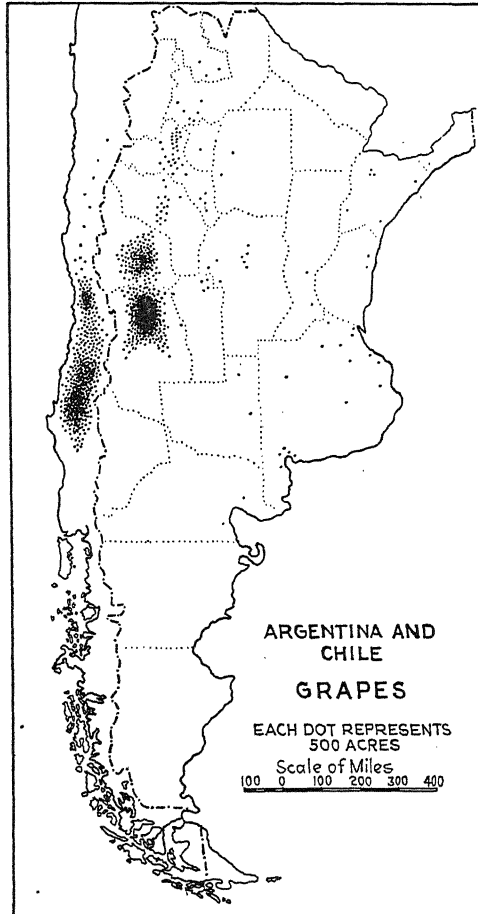 ARGENTINA AND
CHILE
GRAPES
EACH DOT REPRESENTS
500 ACRES
Scale of Miles
100 0 100 200 300 400